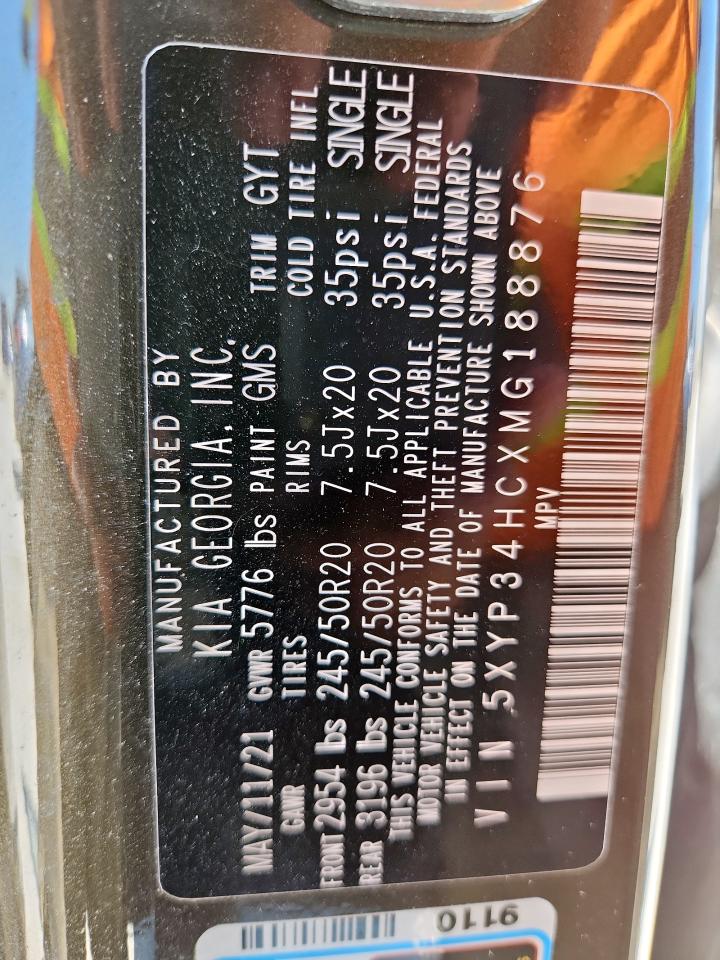 MANUFACTURED BY
KIA GEORGIA, INC.
MAY/11/21 GVWR 5776 lbs PAINT GMS TRIM GYT
GAWR TIRES RIMS COLD TIRE INFL
FRONT 2954 lbs 245/50R20 7.5Jx20 35psi SINGLE
REAR 3196 lbs 245/50R20 7.5Jx20 35psi SINGLE
THIS VEHICLE CONFORMS TO ALL APPLICABLE U.S.A. FEDERAL
MOTOR VEHICLE SAFETY AND THEFT PREVENTION STANDARDS
IN EFFECT ON THE DATE OF MANUFACTURE SHOWN ABOVE
VIN 5XYP34HCXMG188876
MPV
9110